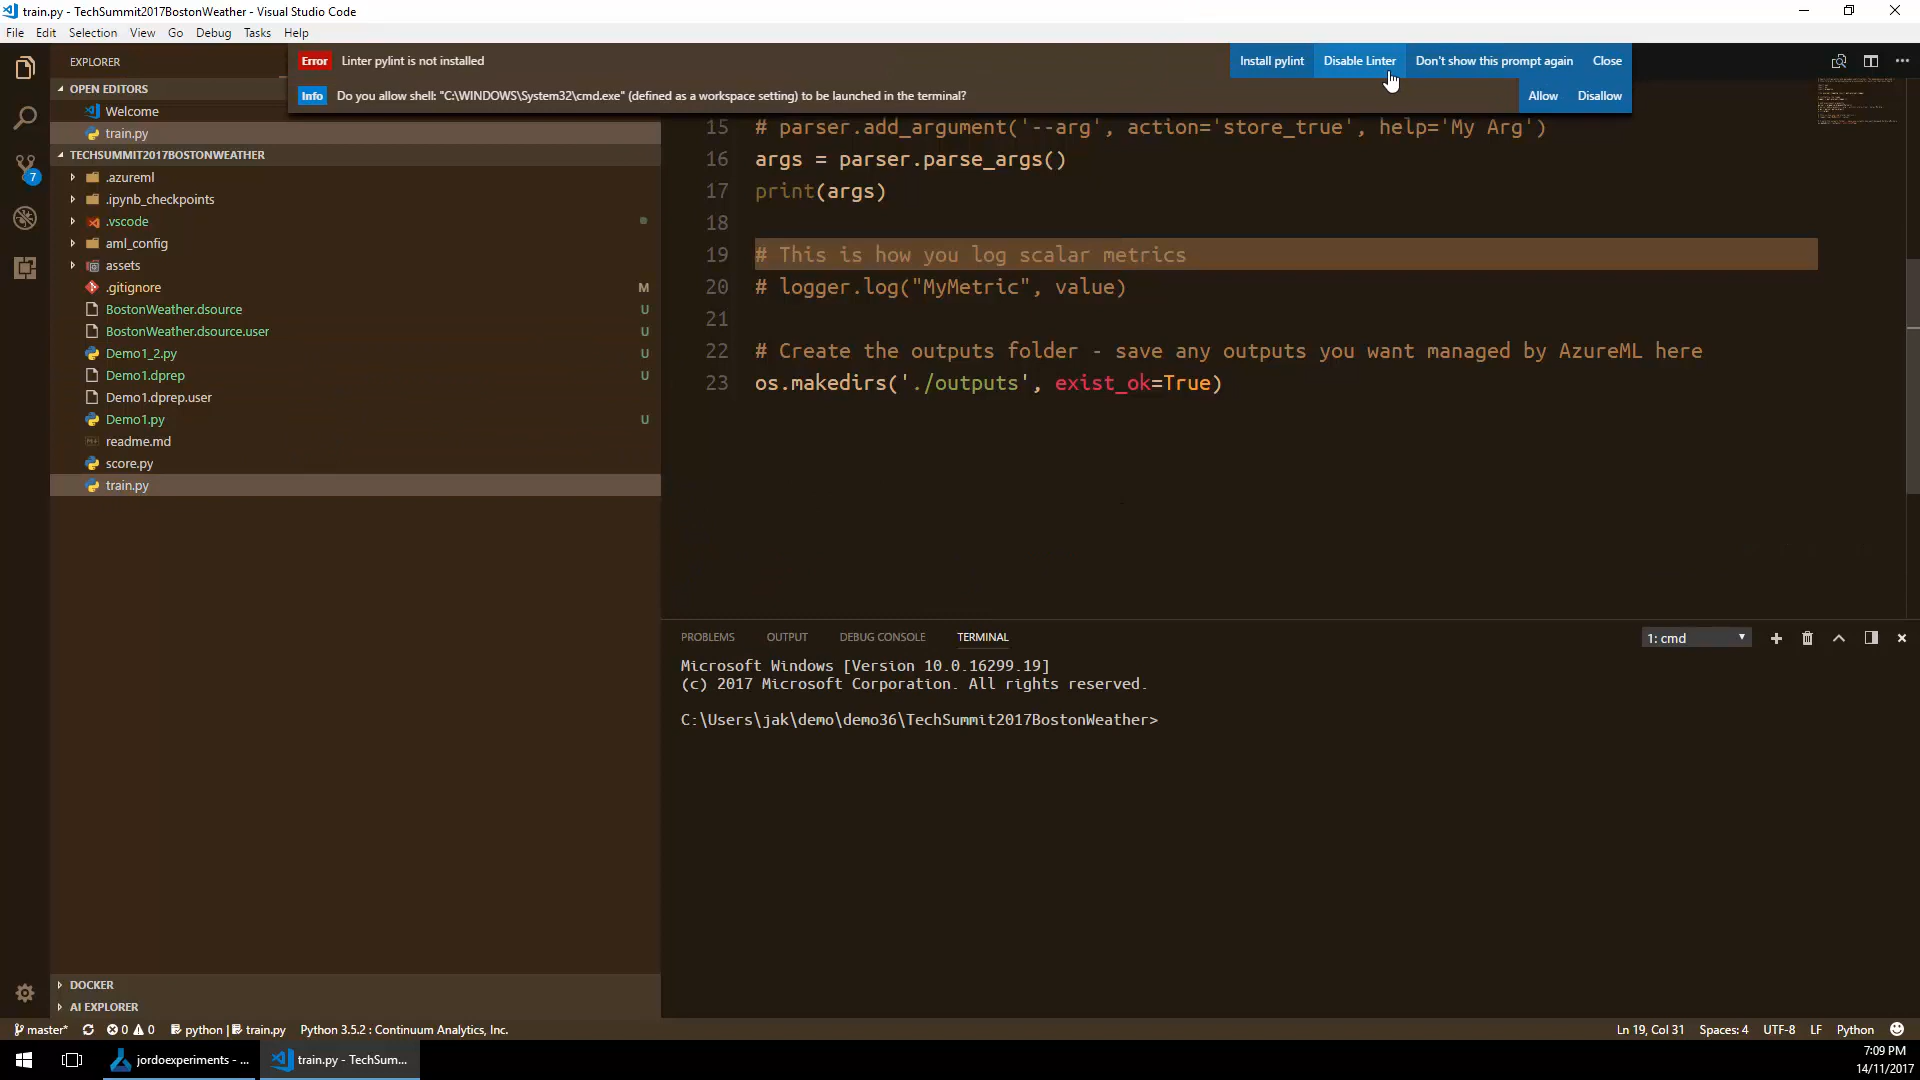 train.py - TechSummit2017BostonWeather - Visual Studio Code
File Edit Selection View Go Debug Tasks Help
EXPLORER
OPEN EDITORS
Welcome
train.py
TECHSUMMIT2017BOSTONWEATHER
.azureml
.ipynb_checkpoints
.vscode
aml_config
assets
.gitignore M
BostonWeather.dsource U
BostonWeather.dsource.user U
Demo1_2.py U
Demo1.dprep U
Demo1.dprep.user
Demo1.py U
readme.md
score.py
train.py
DOCKER
AI EXPLORER
7
Error Linter pylint is not installed Install pylint Disable Linter Don't show this prompt again Close
Info Do you allow shell: "C:\WINDOWS\System32\cmd.exe" (defined as a workspace setting) to be launched in the terminal? Allow Disallow
15 # parser.add_argument('--arg', action='store_true', help='My Arg')
16 args = parser.parse_args()
17 print(args)
18
19 # This is how you log scalar metrics
20 # logger.log("MyMetric", value)
21
22 # Create the outputs folder - save any outputs you want managed by AzureML here
23 os.makedirs('./outputs', exist_ok=True)
PROBLEMS OUTPUT DEBUG CONSOLE TERMINAL 1: cmd
Microsoft Windows [Version 10.0.16299.19]
(c) 2017 Microsoft Corporation. All rights reserved.
C:\Users\jak\demo\demo36\TechSummit2017BostonWeather>
master* 0 0 python | train.py Python 3.5.2 : Continuum Analytics, Inc. Ln 19, Col 31 Spaces: 4 UTF-8 LF Python
jordoexperiments - ... train.py - TechSum... 7:09 PM
14/11/2017